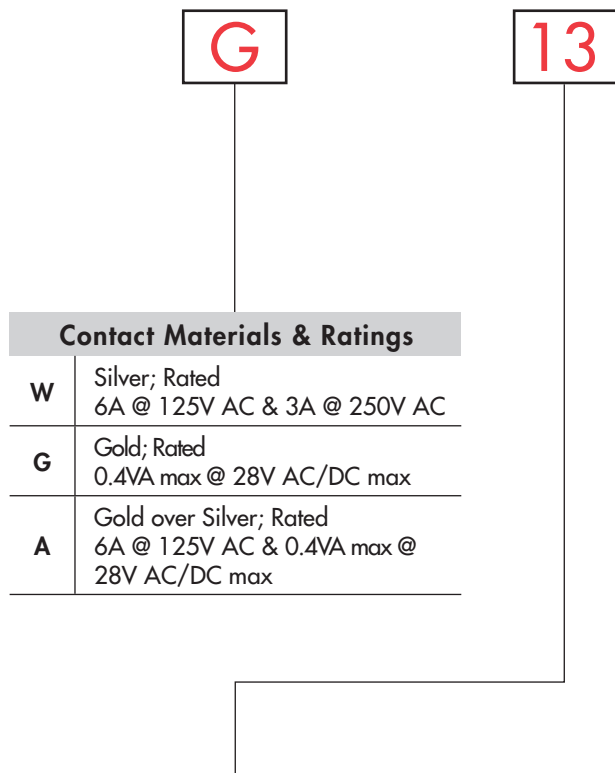 G 13
Contact Materials & Ratings
W Silver; Rated
6A @ 125V AC & 3A @ 250V AC
G Gold; Rated
0.4VA max @ 28V AC/DC max
A Gold over Silver; Rated
6A @ 125V AC & 0.4VA max @
28V AC/DC max